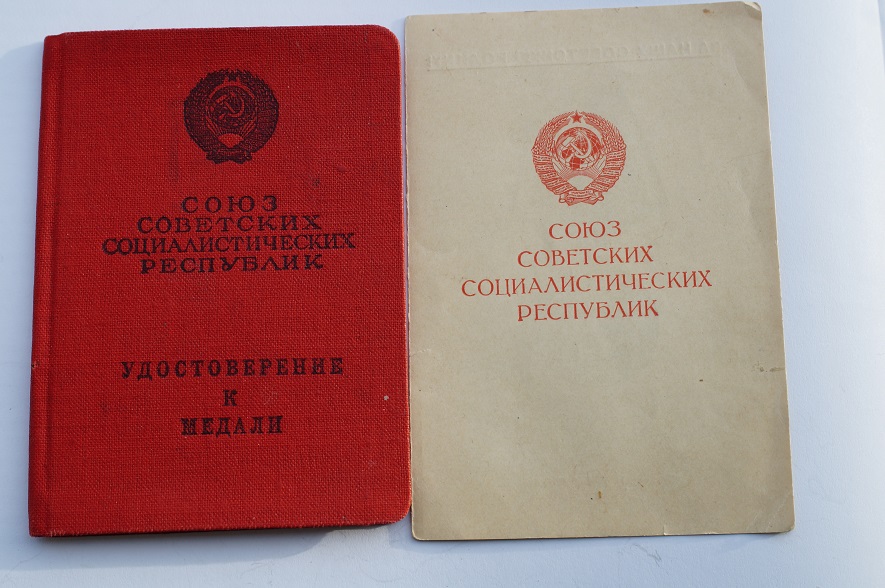 СОЮЗ
СОВЕТСКИХ
СОЦИАЛИСТИЧЕСКИХ
РЕСПУБЛИК
УДОСТОВЕРЕНИЕ
К
МЕДАЛИ
СОЮЗ
СОВЕТСКИХ
СОЦИАЛИСТИЧЕСКИХ
РЕСПУБЛИК